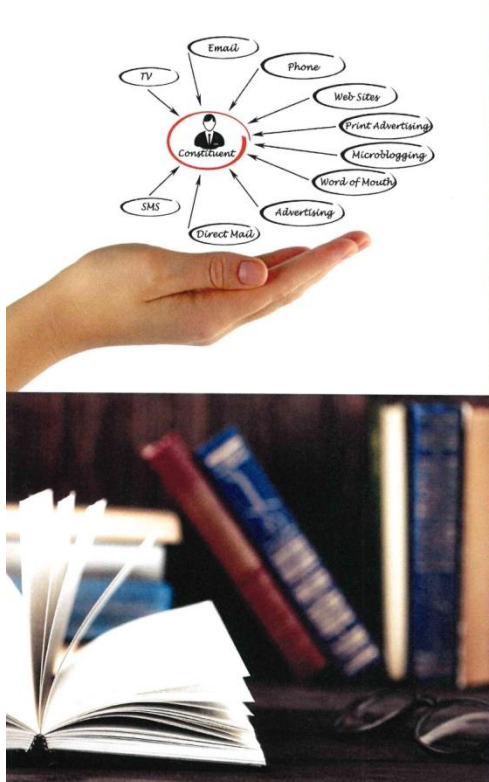 Email
Phone
TV
Web Sites
Print Advertising
Constituent
Microblogging
Word of Mouth
SMS
Advertising
Direct Mail